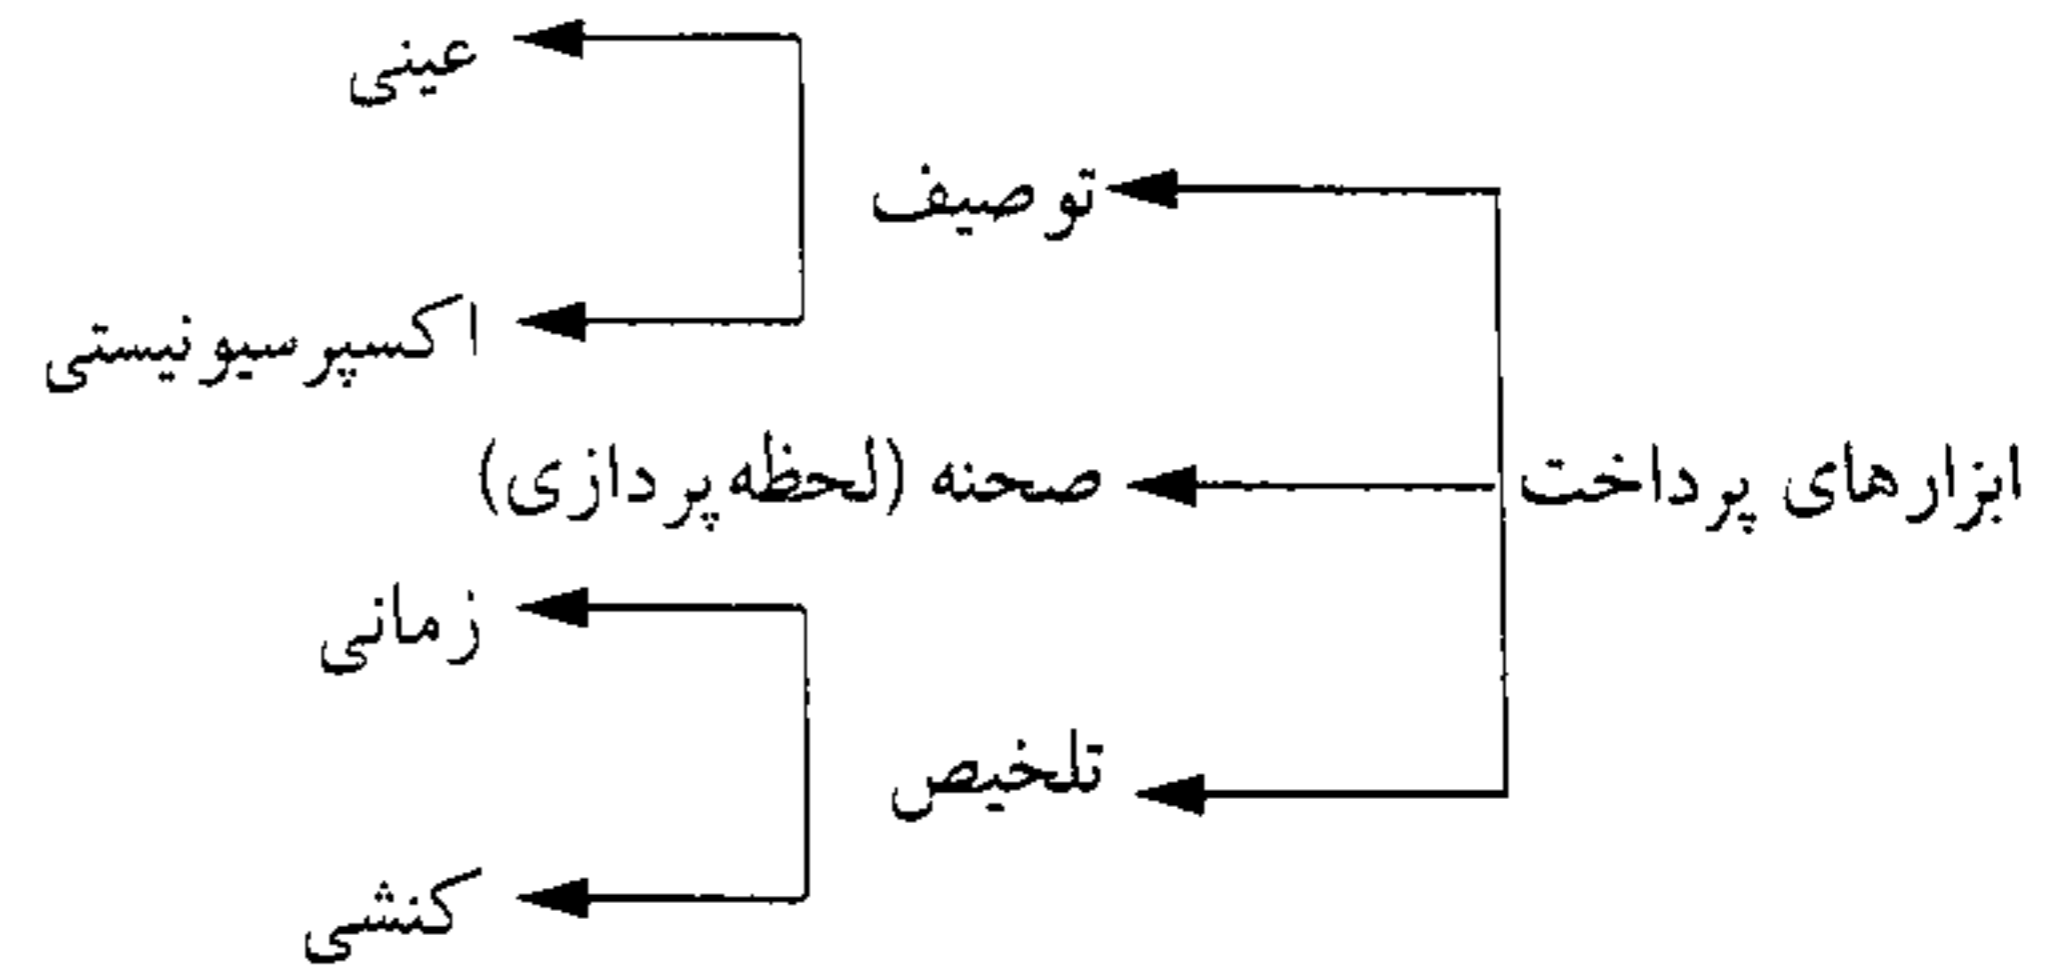 عینی
توصیف
اکسپرسیونیستی
ابزارهای پرداخت
صحنه (لحظه‌پردازی)
زمانی
تلخیص
کنشی